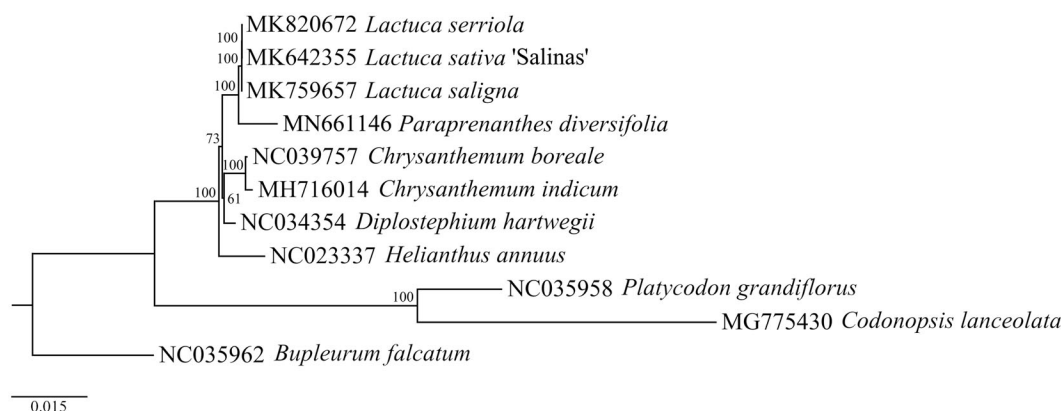 MK820672 Lactuca serriola
100
MK642355 Lactuca sativa 'Salinas'
100
MK759657 Lactuca saligna
100
MN661146 Paraprenanthes diversifolia
73
NC039757 Chrysanthemum boreale
100
MH716014 Chrysanthemum indicum
100
61
NC034354 Diplostephium hartwegii
NC023337 Helianthus annuus
NC035958 Platycodon grandiflorus
100
MG775430 Codonopsis lanceolata
NC035962 Bupleurum falcatum
0.015